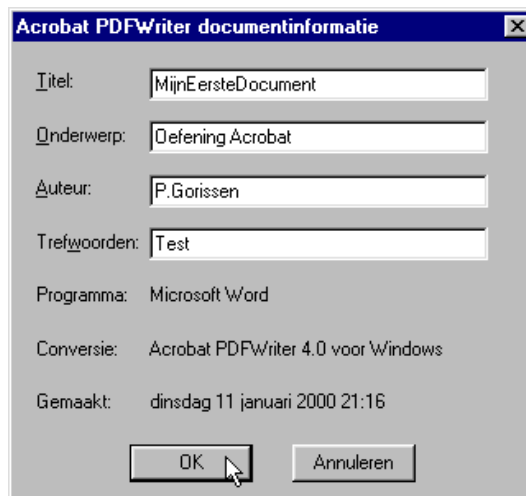 Acrobat PDFWriter documentinformatie
Titel: MijnEersteDocument
Onderwerp: Oefening Acrobat
Auteur: P.Gorissen
Trefwoorden: Test
Programma: Microsoft Word
Conversie: Acrobat PDFWriter 4.0 voor Windows
Gemaakt: dinsdag 11 januari 2000 21:16
OK Annuleren